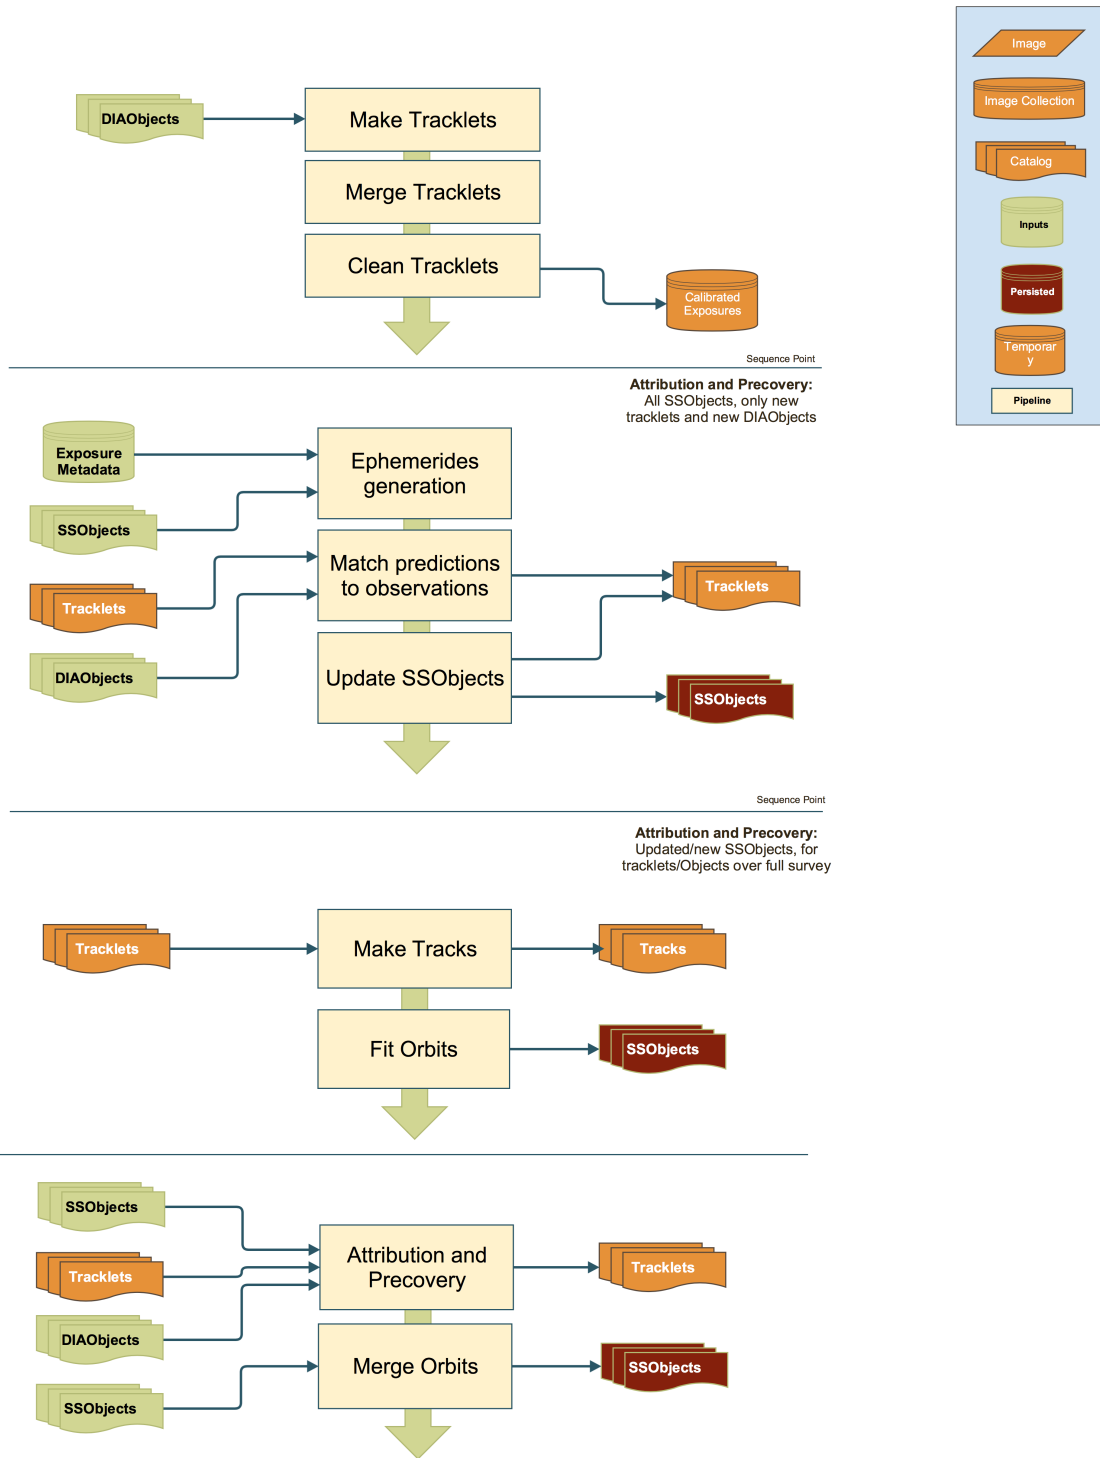 Image
Image Collection
Catalog
Inputs
Persisted
Temporar
y
Pipeline
DIAObjects
Make Tracklets
Merge Tracklets
Clean Tracklets
Calibrated
Exposures
Sequence Point
Attribution and Precovery:
All SSObjects, only new
tracklets and new DIAObjects
Exposure
Metadata
Ephemerides
generation
SSObjects
Match predictions
to observations
Tracklets
Tracklets
DIAObjects
Update SSObjects
SSObjects
Sequence Point
Attribution and Precovery:
Updated/new SSObjects, for
tracklets/Objects over full survey
Tracklets
Make Tracks
Tracks
Fit Orbits
SSObjects
SSObjects
Attribution and
Precovery
Tracklets
Tracklets
DIAObjects
Merge Orbits
SSObjects
SSObjects